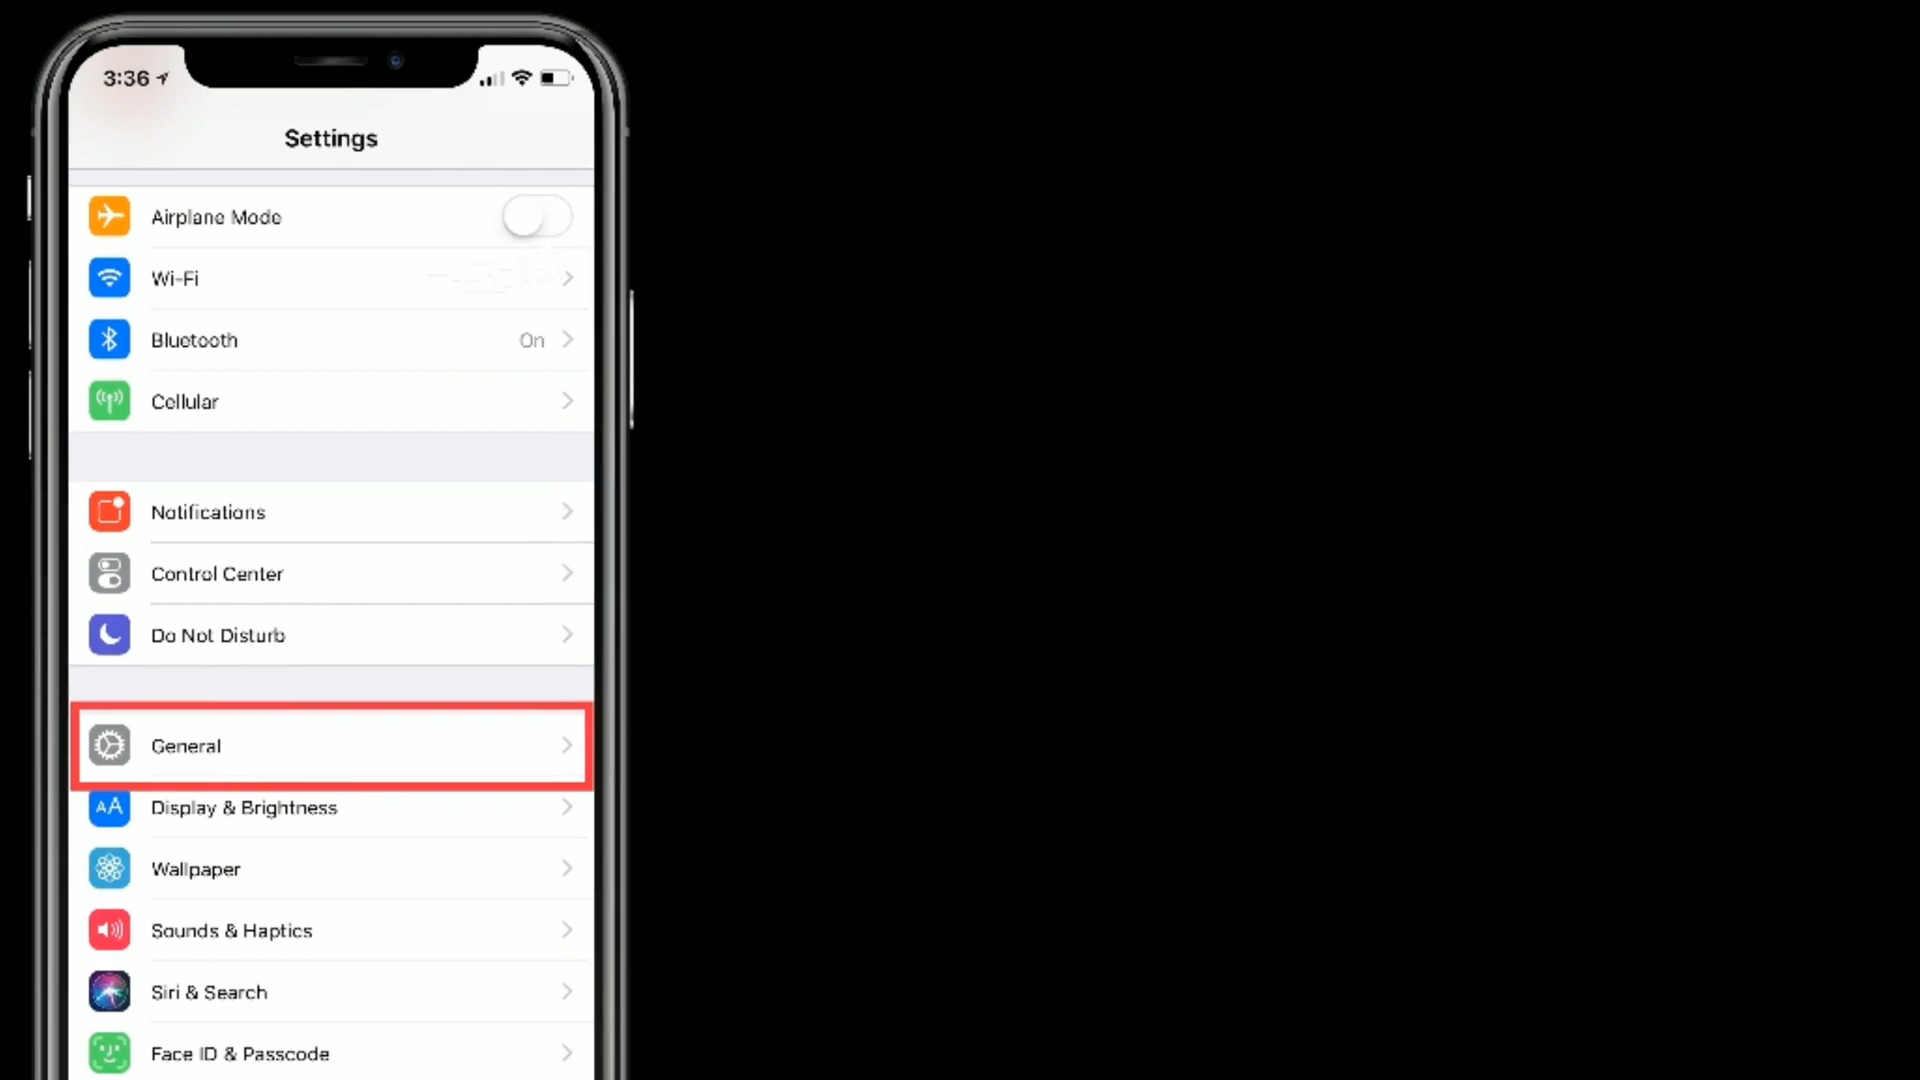 3:36
Settings
Airplane Mode
Wi-Fi
Bluetooth On
Cellular
Notifications
Control Center
Do Not Disturb
General
AA Display & Brightness
Wallpaper
Sounds & Haptics
Siri & Search
Face ID & Passcode